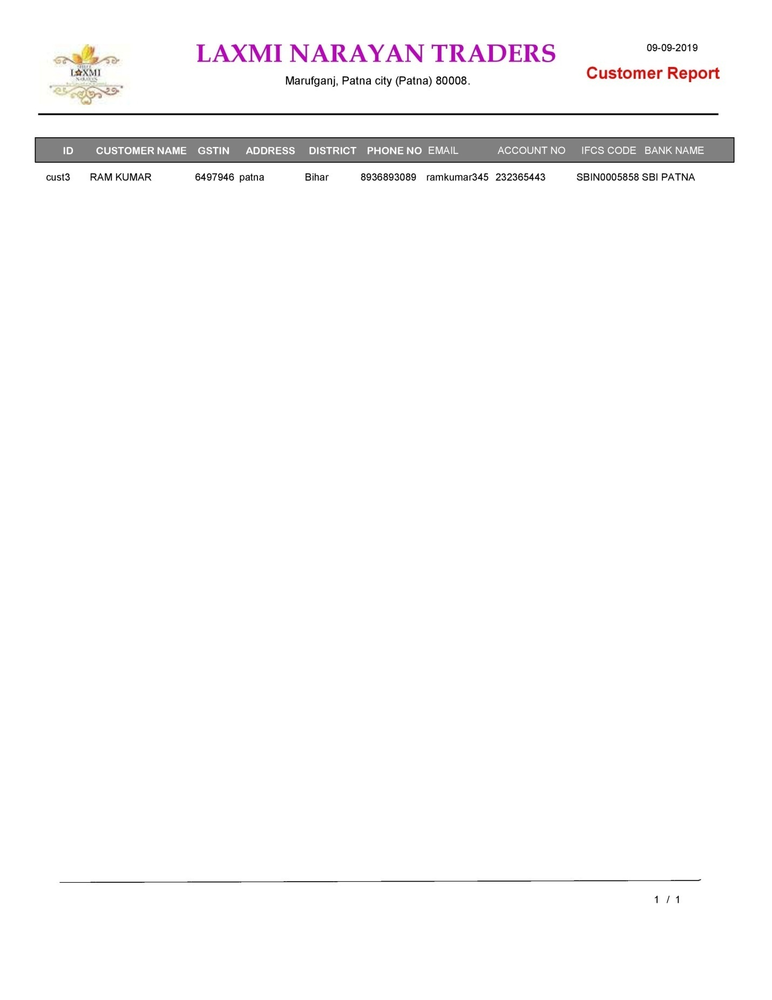 LAXMI
NARAYAN
LAXMI NARAYAN TRADERS
Marufganj, Patna city (Patna) 80008.
09-09-2019
Customer Report
ID CUSTOMER NAME GSTIN ADDRESS DISTRICT PHONE NO EMAIL ACCOUNT NO IFCS CODE BANK NAME
cust3 RAM KUMAR 6497946 patna Bihar 8936893089 ramkumar345 232365443 SBIN0005858 SBI PATNA
1 / 1